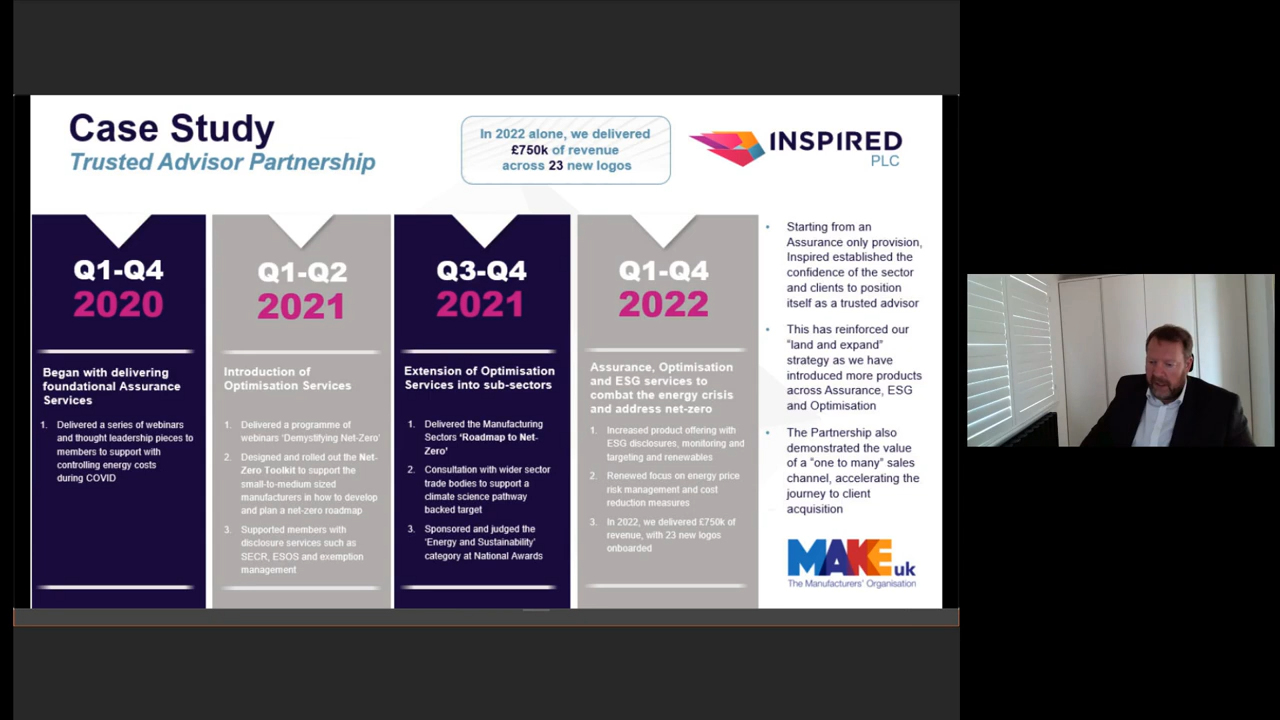 Case Study
Trusted Advisor Partnership
In 2022 alone, we delivered
£750k of revenue
across 23 new logos
INSPIRED
PLC
Q1-Q4
2020
Began with delivering
foundational Assurance
Services
1. Delivered a series of webinars
and thought leadership pieces to
members to support with
controlling energy costs
during COVID
Q1-Q2
2021
Introduction of
Optimisation Services
1. Delivered a programme of
webinars 'Demystifying Net-Zero'
2. Designed and rolled out the Net-
Zero Toolkit to support the
small-to-medium sized
manufacturers in how to develop
and plan a net-zero roadmap
3. Supported members with
disclosure services such as
SECR, ESOS and exemption
management
Q3-Q4
2021
Extension of Optimisation
Services into sub-sectors
1. Delivered the Manufacturing
Sectors 'Roadmap to Net-
Zero'
2. Consultation with wider sector
trade bodies to support a
climate science pathway
backed target
3. Sponsored and judged the
'Energy and Sustainability'
category at National Awards
Q1-Q4
2022
Assurance, Optimisation
and ESG services to
combat the energy crisis
and address net-zero
1. Increased product offering with
ESG disclosures, monitoring and
targeting and renewables
2. Renewed focus on energy price
risk management and cost
reduction measures
3. In 2022, we delivered £750k of
revenue, with 23 new logos
onboarded
• Starting from an
Assurance only provision,
Inspired established the
confidence of the sector
and clients to position
itself as a trusted advisor
• This has reinforced our
"land and expand"
strategy as we have
introduced more products
across Assurance, ESG
and Optimisation
• The Partnership also
demonstrated the value
of a "one to many" sales
channel, accelerating the
journey to client
acquisition
MAKE uk
The Manufacturers' Organisation